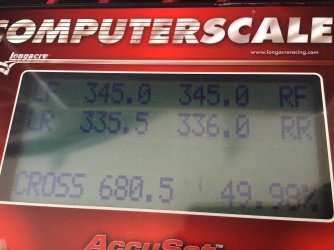 COMPUTERSCALE
longacre
www.longacreracing.com
LF 345.0 345.0 RF
LR 335.5 336.0 RR
CROSS 680.5 49.98%
AccuSet™